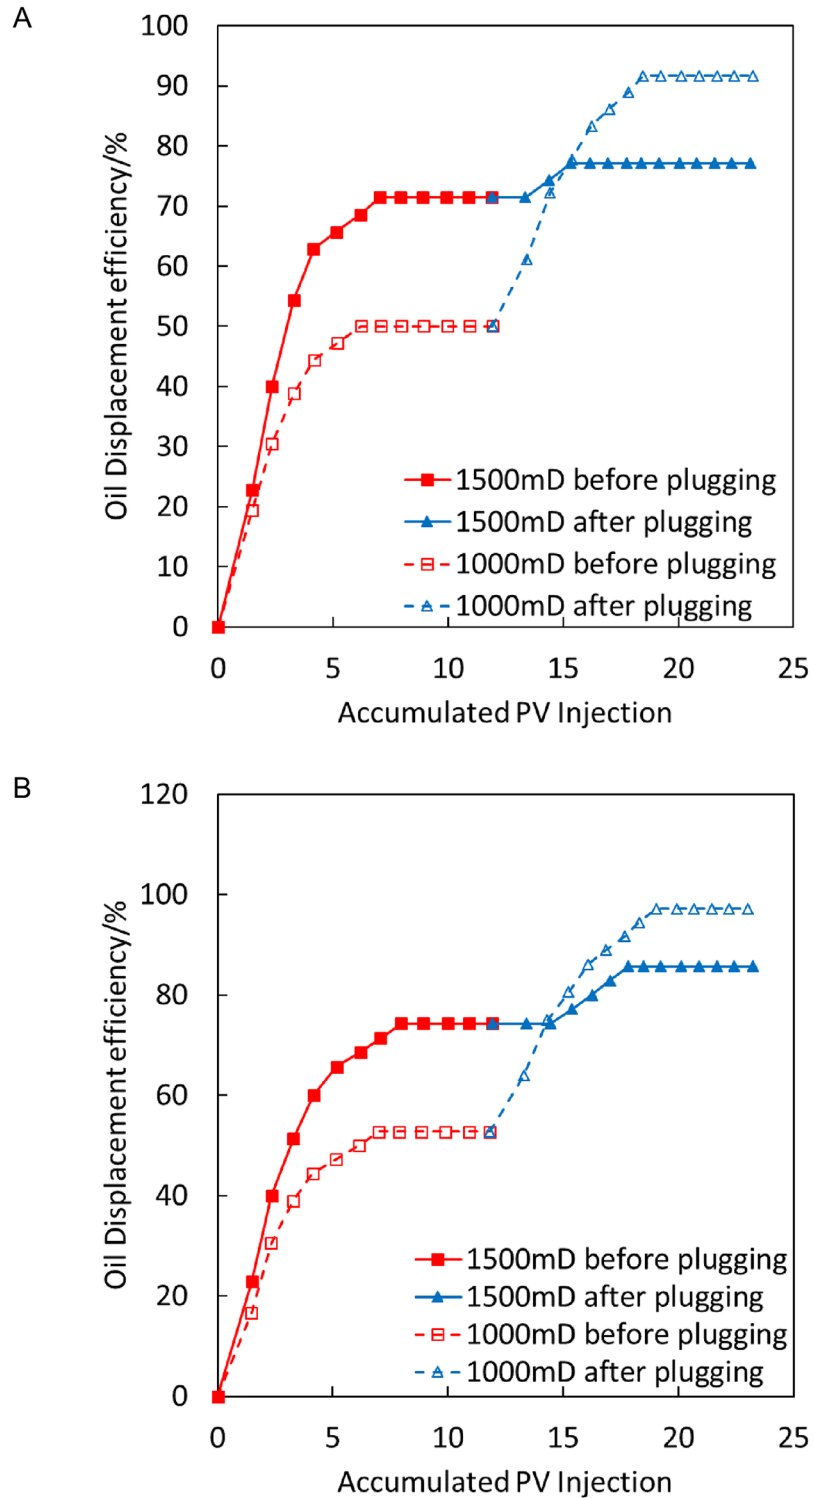 A
100
90
80
70
60
50
40
30
20
10
0
Oil Displacement efficiency/%
1500mD before plugging
1500mD after plugging
1000mD before plugging
1000mD after plugging
0 5 10 15 20 25
Accumulated PV Injection
B
120
100
80
60
40
20
0
Oil Displacement efficiency/%
1500mD before plugging
1500mD after plugging
1000mD before plugging
1000mD after plugging
0 5 10 15 20 25
Accumulated PV Injection